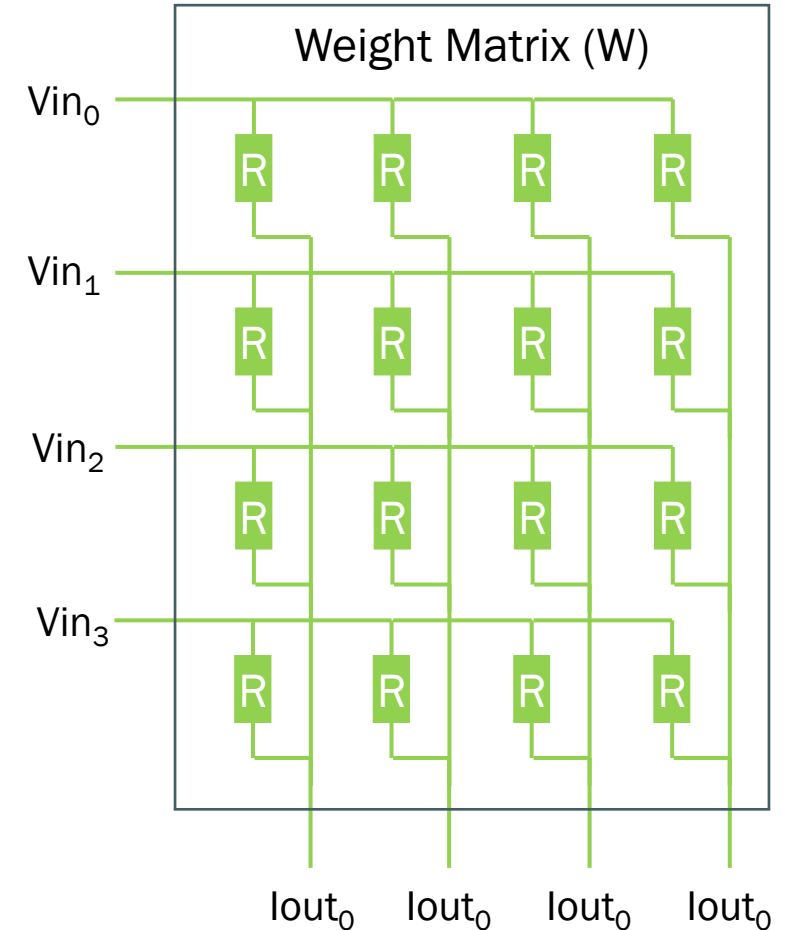 Weight Matrix (W)
Vin₀
R R R R
Vin₁
R R R R
Vin₂
R R R R
Vin₃
R R R R
Iout₀ Iout₀ Iout₀ Iout₀